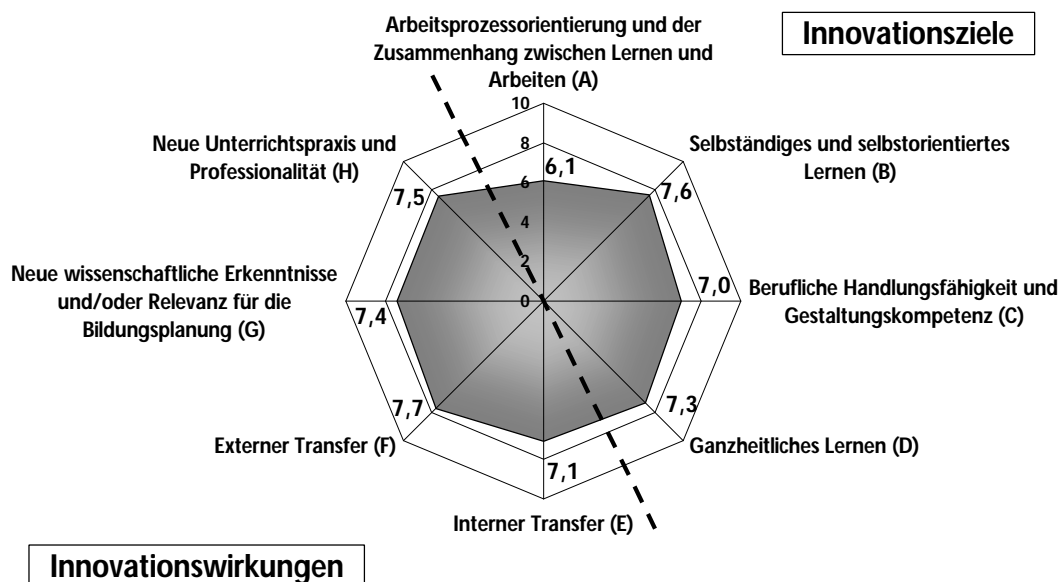 Arbeitsprozessorientierung und der
Zusammenhang zwischen Lernen und
Arbeiten (A)
Innovationsziele
10
8
6
4
2
0
6,1
Neue Unterrichtspraxis und
Professionalität (H)
7,5
Selbständiges und selbstorientiertes
Lernen (B)
7,6
Neue wissenschaftliche Erkenntnisse
und/oder Relevanz für die
Bildungsplanung (G)
7,4
7,0
Berufliche Handlungsfähigkeit und
Gestaltungskompetenz (C)
7,7
Externer Transfer (F)
7,3
Ganzheitliches Lernen (D)
7,1
Interner Transfer (E)
Innovationswirkungen